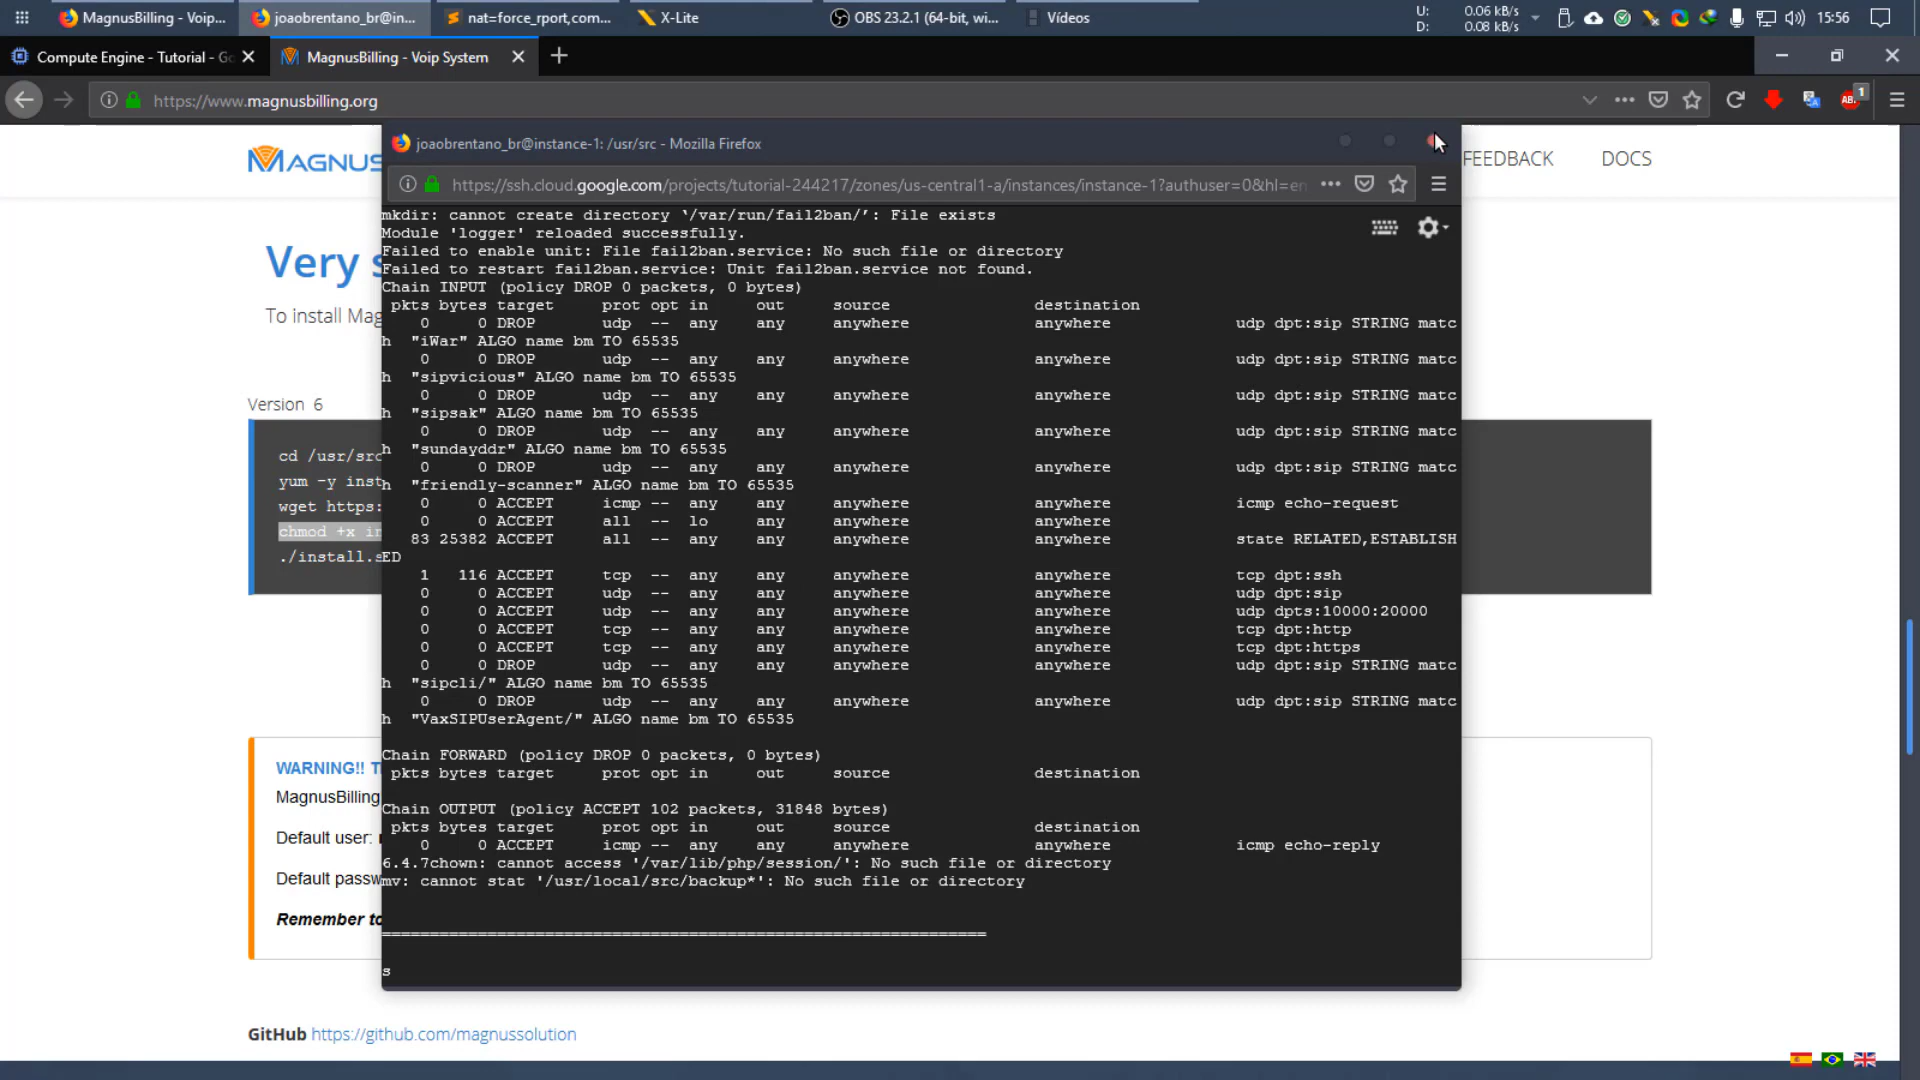 MagnusBilling - Voip...
joaobrentano_br@in...
nat=force_rport,com...
X-Lite
OBS 23.2.1 (64-bit, wi...
Vídeos
U: 0.06 kB/s
D: 0.08 kB/s
15:56
Compute Engine - Tutorial - Go
MagnusBilling - Voip System
https://www.magnusbilling.org
ABP
1
MAGNUS
FEEDBACK
DOCS
Very s
To install Mag
Version 6
cd /usr/src
yum -y inst
wget https:
chmod +x in
./install.s
WARNING!! T
MagnusBilling
Default user:
Default passw
Remember to
GitHub https://github.com/magnussolution
joaobrentano_br@instance-1: /usr/src - Mozilla Firefox
https://ssh.cloud.google.com/projects/tutorial-244217/zones/us-central1-a/instances/instance-1?authuser=0&hl=en
mkdir: cannot create directory ‘/var/run/fail2ban/’: File exists
Module 'logger' reloaded successfully.
Failed to enable unit: File fail2ban.service: No such file or directory
Failed to restart fail2ban.service: Unit fail2ban.service not found.
Chain INPUT (policy DROP 0 packets, 0 bytes)
pkts bytes target prot opt in out source destination
0 0 DROP udp -- any any anywhere anywhere udp dpt:sip STRING matc
h "iWar" ALGO name bm TO 65535
0 0 DROP udp -- any any anywhere anywhere udp dpt:sip STRING matc
h "sipvicious" ALGO name bm TO 65535
0 0 DROP udp -- any any anywhere anywhere udp dpt:sip STRING matc
h "sipsak" ALGO name bm TO 65535
0 0 DROP udp -- any any anywhere anywhere udp dpt:sip STRING matc
h "sundayddr" ALGO name bm TO 65535
0 0 DROP udp -- any any anywhere anywhere udp dpt:sip STRING matc
h "friendly-scanner" ALGO name bm TO 65535
0 0 ACCEPT icmp -- any any anywhere anywhere icmp echo-request
0 0 ACCEPT all -- lo any anywhere anywhere
83 25382 ACCEPT all -- any any anywhere anywhere state RELATED,ESTABLISH
ED
1 116 ACCEPT tcp -- any any anywhere anywhere tcp dpt:ssh
0 0 ACCEPT udp -- any any anywhere anywhere udp dpt:sip
0 0 ACCEPT udp -- any any anywhere anywhere udp dpts:10000:20000
0 0 ACCEPT tcp -- any any anywhere anywhere tcp dpt:http
0 0 ACCEPT tcp -- any any anywhere anywhere tcp dpt:https
0 0 DROP udp -- any any anywhere anywhere udp dpt:sip STRING matc
h "sipcli/" ALGO name bm TO 65535
0 0 DROP udp -- any any anywhere anywhere udp dpt:sip STRING matc
h "VaxSIPUserAgent/" ALGO name bm TO 65535
Chain FORWARD (policy DROP 0 packets, 0 bytes)
pkts bytes target prot opt in out source destination
Chain OUTPUT (policy ACCEPT 102 packets, 31848 bytes)
pkts bytes target prot opt in out source destination
0 0 ACCEPT icmp -- any any anywhere anywhere icmp echo-reply
6.4.7chown: cannot access '/var/lib/php/session/': No such file or directory
mv: cannot stat '/usr/local/src/backup*': No such file or directory
===============================================================
s